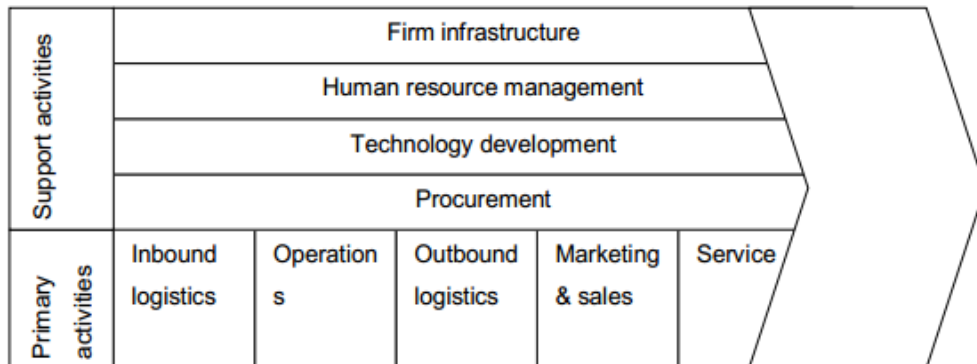 Support activities
Firm infrastructure
Human resource management
Technology development
Procurement
Primary
activities
Inbound
logistics
Operation
s
Outbound
logistics
Marketing
& sales
Service